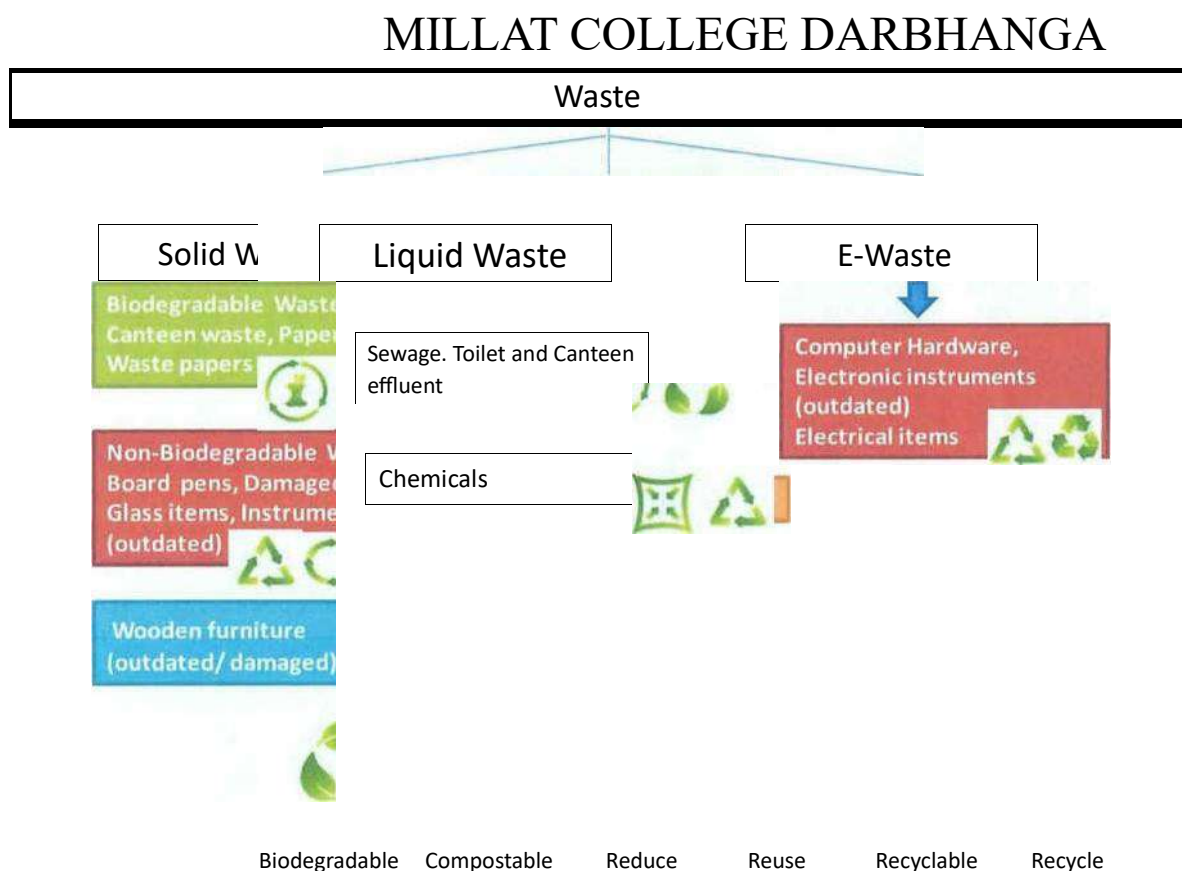 MILLAT COLLEGE DARBHANGA
Waste
Solid W
Liquid Waste
E-Waste
Biodegradable Waste
Canteen waste, Paper
Waste papers
Sewage. Toilet and Canteen
effluent
Computer Hardware,
Electronic instruments
(outdated)
Electrical items
Non-Biodegradable
Board pens, Damaged
Glass items, Instrume
(outdated)
Chemicals
Wooden furniture
(outdated/ damaged)
Biodegradable Compostable Reduce Reuse Recyclable Recycle